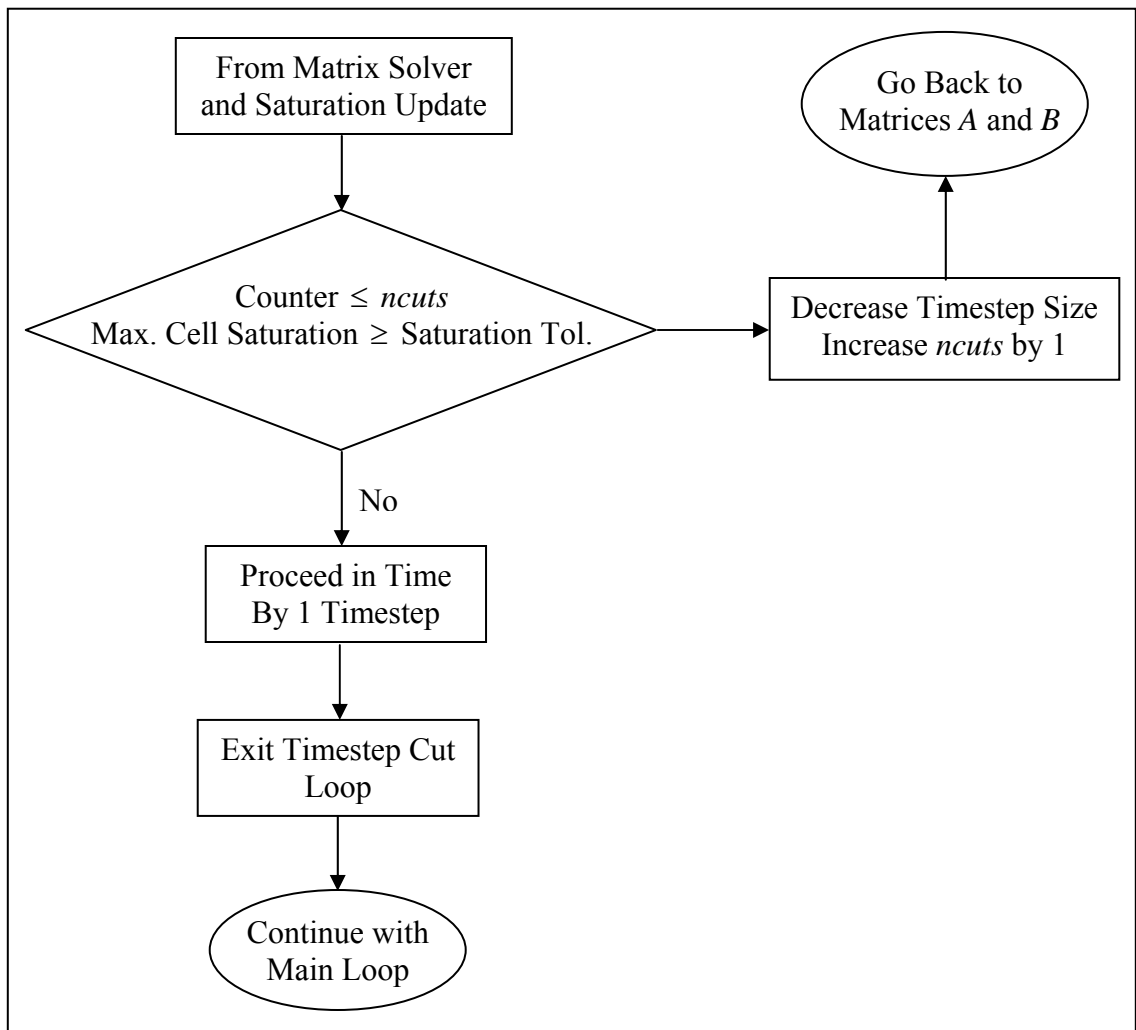 From Matrix Solver
and Saturation Update
Go Back to
Matrices A and B
Counter ≤ ncuts
Max. Cell Saturation ≥ Saturation Tol.
Decrease Timestep Size
Increase ncuts by 1
No
Proceed in Time
By 1 Timestep
Exit Timestep Cut
Loop
Continue with
Main Loop